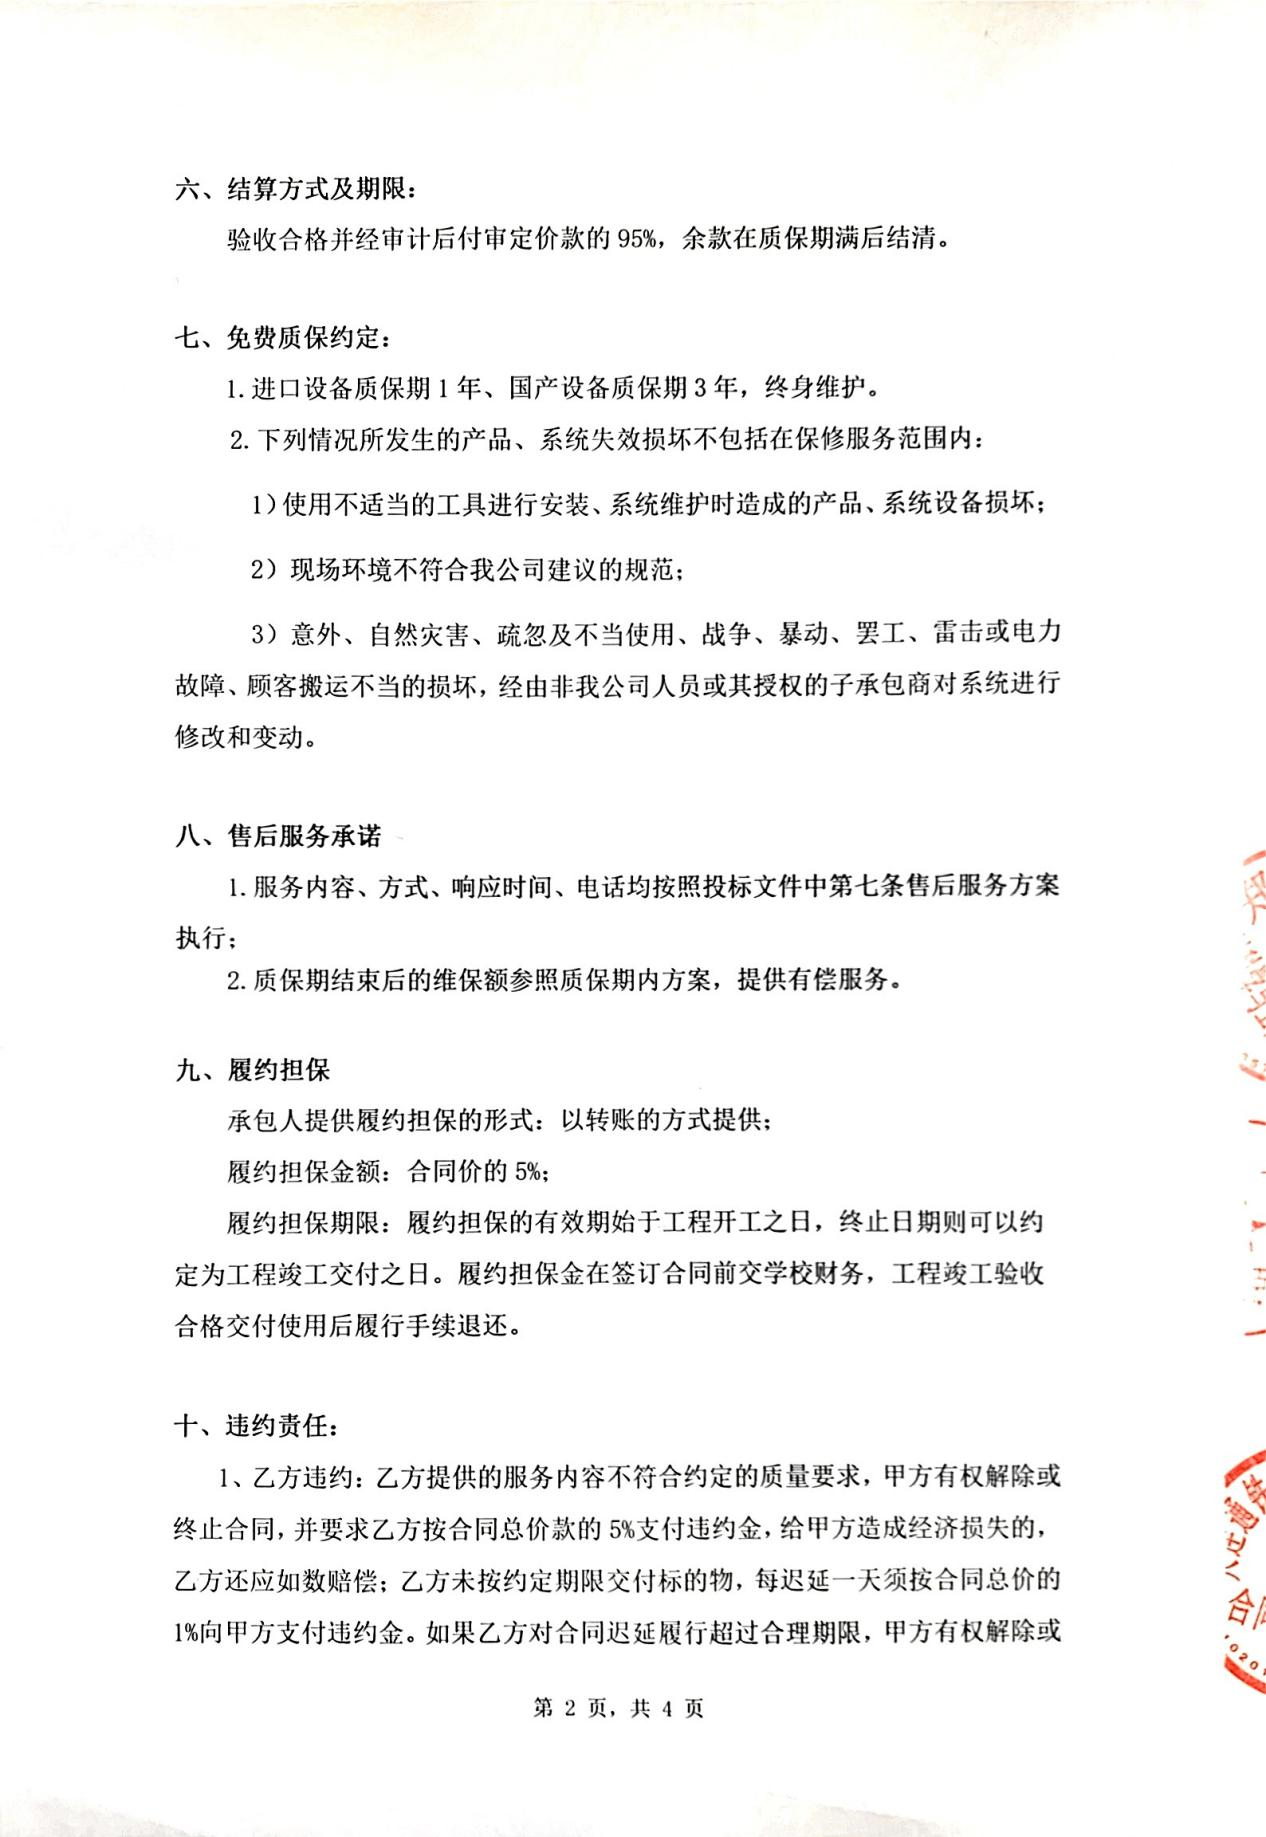 六、结算方式及期限：
验收合格并经审计后付审定价款的 95%，余款在质保期满后结清。
七、免费质保约定：
1.进口设备质保期 1 年、国产设备质保期 3 年，终身维护。
2.下列情况所发生的产品、系统失效损坏不包括在保修服务范围内：
1)使用不适当的工具进行安装、系统维护时造成的产品、系统设备损坏；
2）现场环境不符合我公司建议的规范；
3）意外、自然灾害、疏忽及不当使用、战争、暴动、罢工、雷击或电力
故障、顾客搬运不当的损坏，经由非我公司人员或其授权的子承包商对系统进行
修改和变动。
八、售后服务承诺
1.服务内容、方式、响应时间、电话均按照投标文件中第七条售后服务方案
执行；
2.质保期结束后的维保额参照质保期内方案，提供有偿服务。
九、履约担保
承包人提供履约担保的形式：以转账的方式提供；
履约担保金额：合同价的 5%；
履约担保期限：履约担保的有效期始于工程开工之日，终止日期则可以约
定为工程竣工交付之日。履约担保金在签订合同前交学校财务，工程竣工验收
合格交付使用后履行手续退还。
十、违约责任：
1、乙方违约：乙方提供的服务内容不符合约定的质量要求，甲方有权解除或
终止合同，并要求乙方按合同总价款的 5%支付违约金，给甲方造成经济损失的，
乙方还应如数赔偿；乙方未按约定期限交付标的物，每迟延一天须按合同总价的
1%向甲方支付违约金。如果乙方对合同迟延履行超过合理期限，甲方有权解除或
第 2 页，共 4 页